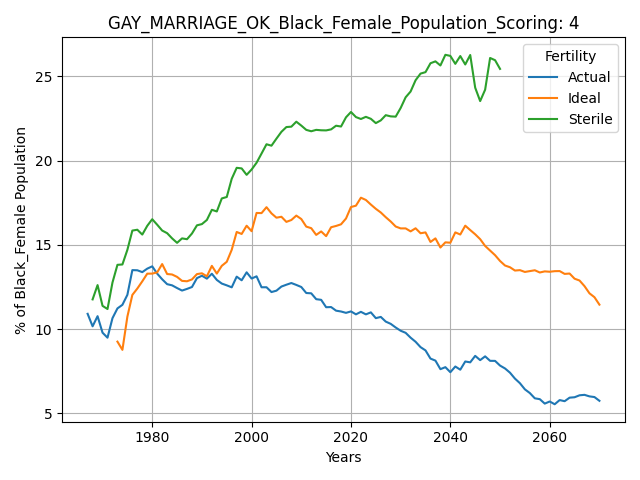 GAY_MARRIAGE_OK_Black_Female_Population_Scoring: 4
Fertility
Actual
Ideal
Sterile
% of Black_Female Population
25
20
15
10
5
1980 2000 2020 2040 2060
Years